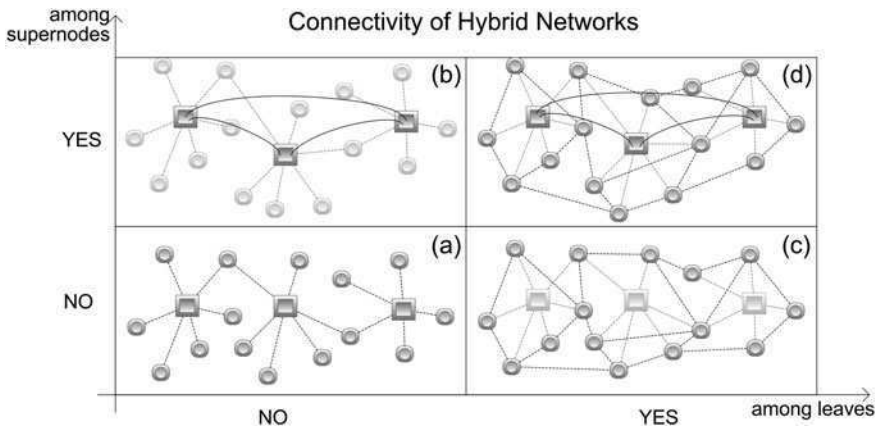 among
supernodes
Connectivity of Hybrid Networks
(b)
(d)
YES
(a)
(c)
NO
NO
YES
among leaves